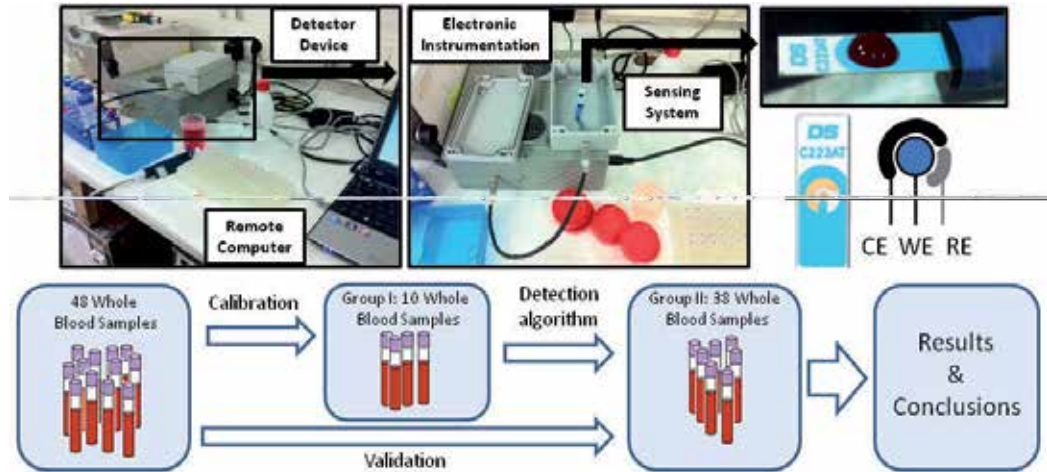 Detector
Device
Remote
Computer
Electronic
Instrumentation
Sensing
System
DS
C223AT
DS
C223AT
CE WE RE
48 Whole
Blood Samples
Calibration
Group I: 10 Whole
Blood Samples
Detection
algorithm
Group II: 38 Whole
Blood Samples
Results
&
Conclusions
Validation